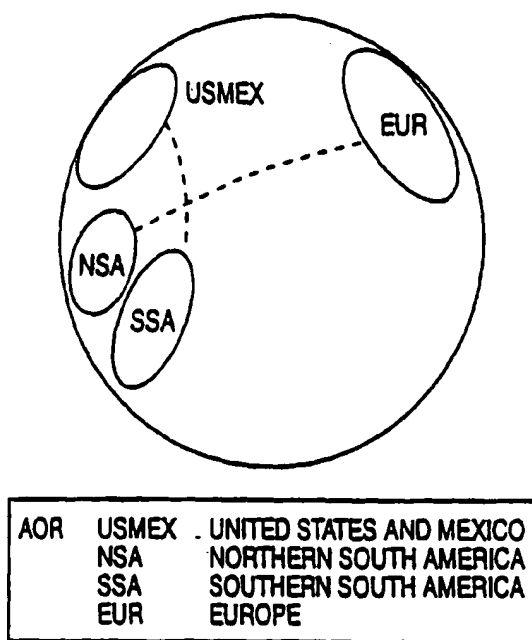 USMEX
EUR
NSA
SSA
AOR USMEX - UNITED STATES AND MEXICO
NSA NORTHERN SOUTH AMERICA
SSA SOUTHERN SOUTH AMERICA
EUR EUROPE